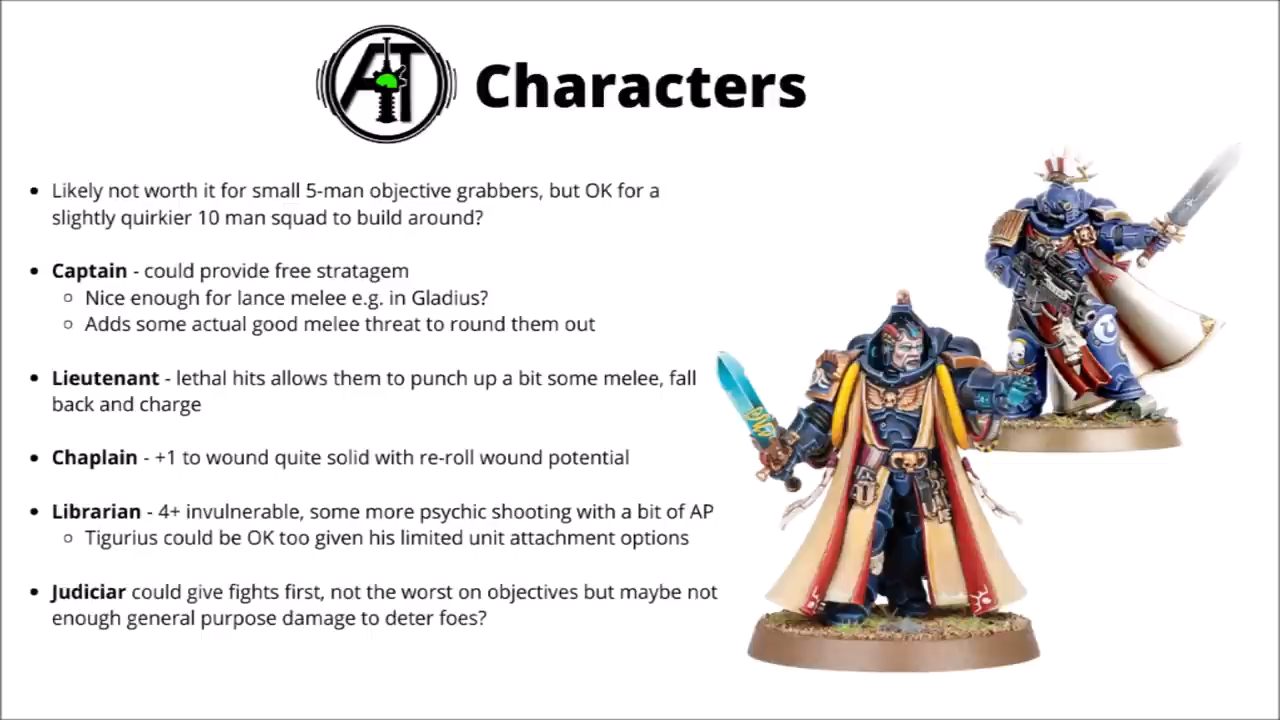 AT
Characters
Likely not worth it for small 5-man objective grabbers, but OK for a
slightly quirkier 10 man squad to build around?
Captain - could provide free stratagem
Nice enough for lance melee e.g. in Gladius?
Adds some actual good melee threat to round them out
Lieutenant - lethal hits allows them to punch up a bit some melee, fall
back and charge
Chaplain - +1 to wound quite solid with re-roll wound potential
Librarian - 4+ invulnerable, some more psychic shooting with a bit of AP
Tigurius could be OK too given his limited unit attachment options
Judiciar could give fights first, not the worst on objectives but maybe not
enough general purpose damage to deter foes?